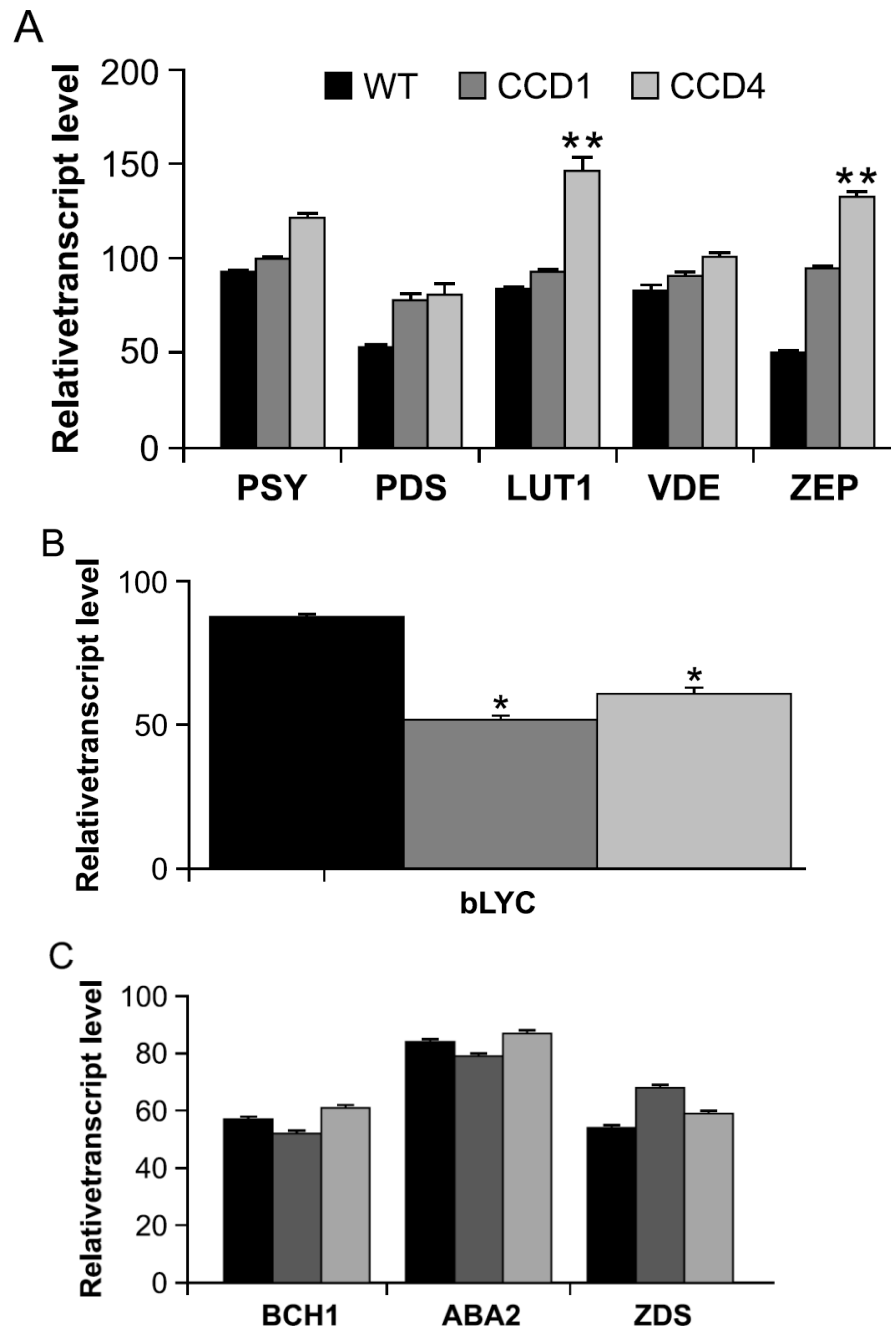 A
Relativetranscript level
200
150
100
50
0
WT CCD1 CCD4
**
**
PSY PDS LUT1 VDE ZEP
B
Relativetranscript level
100
50
0
*
*
bLYC
C
Relativetranscript level
100
80
60
40
20
0
BCH1 ABA2 ZDS